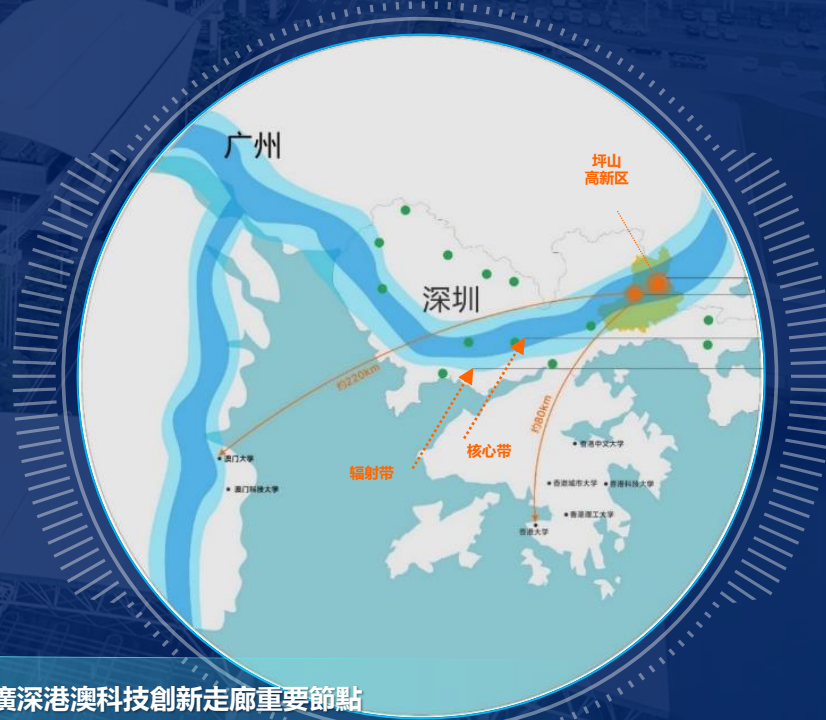 广州
坪山
高新区
深圳
约220km
约80km
核心带
辐射带
香港中文大学
澳门大学
香港城市大学
香港科技大学
澳门科技大学
香港理工大学
香港大学
廣深港澳科技創新走廊重要節點